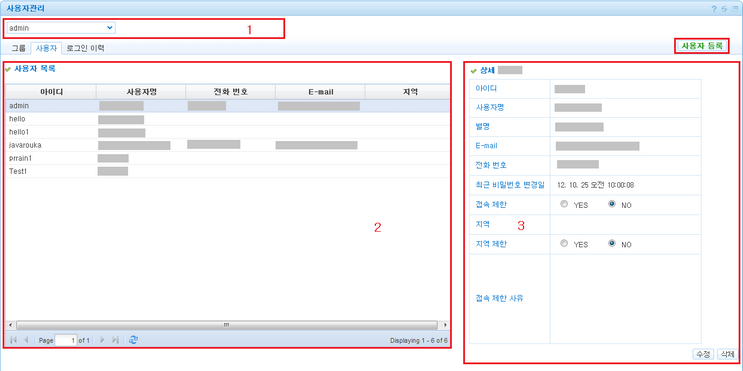 사용자관리
admin
1
그룹 사용자 로그인 이력
사용자 등록
사용자 목록
아이디 사용자명 전화 번호 E-mail 지역
admin
hello
hello1
javarouka
prrain1
Test1
2
Page 1 of 1 Displaying 1 - 6 of 6
상세
아이디
사용자명
별명
E-mail
전화 번호
최근 비밀번호 변경일 12. 10. 25 오전 10:00:08
접속 제한 YES NO
지역
3
지역 제한 YES NO
접속 제한 사유
수정 삭제